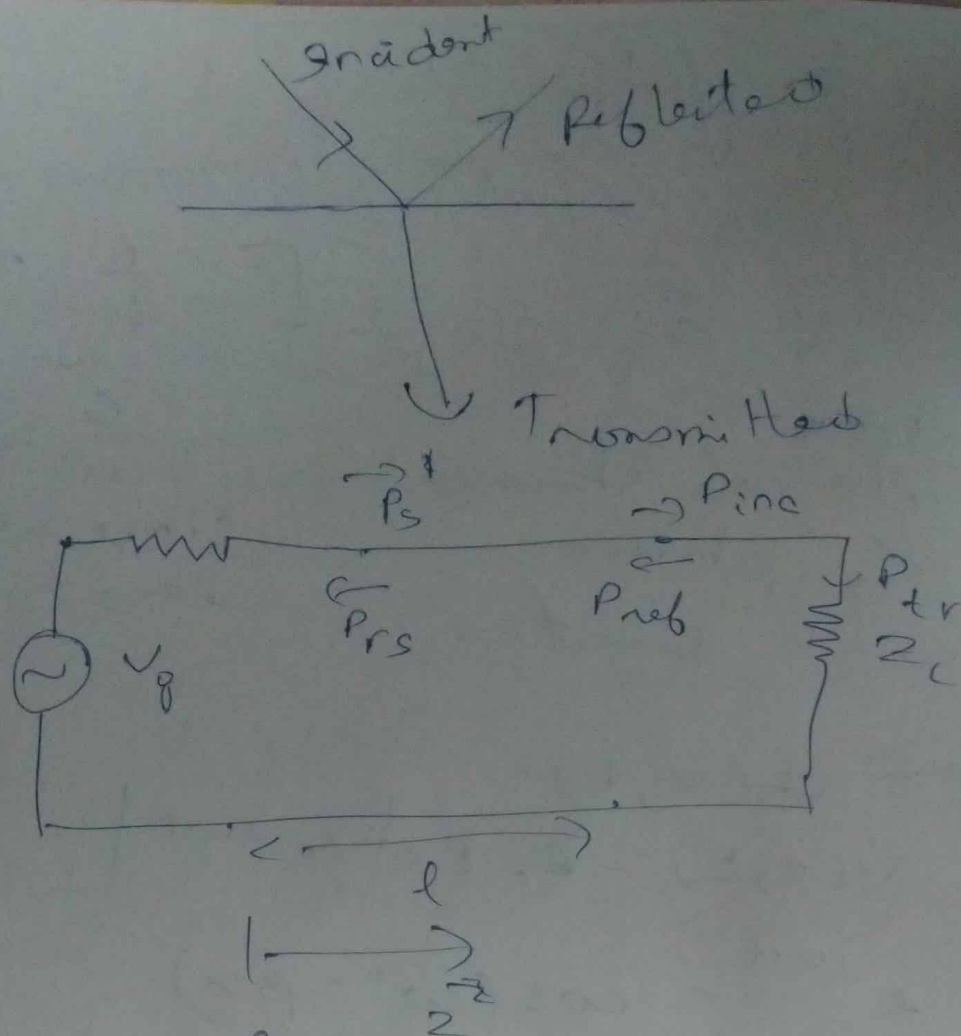 Incident
Reflected
Transmitted
Ps
Pinc
Prs
Pref
Ptr
Vg
ZL
l
z